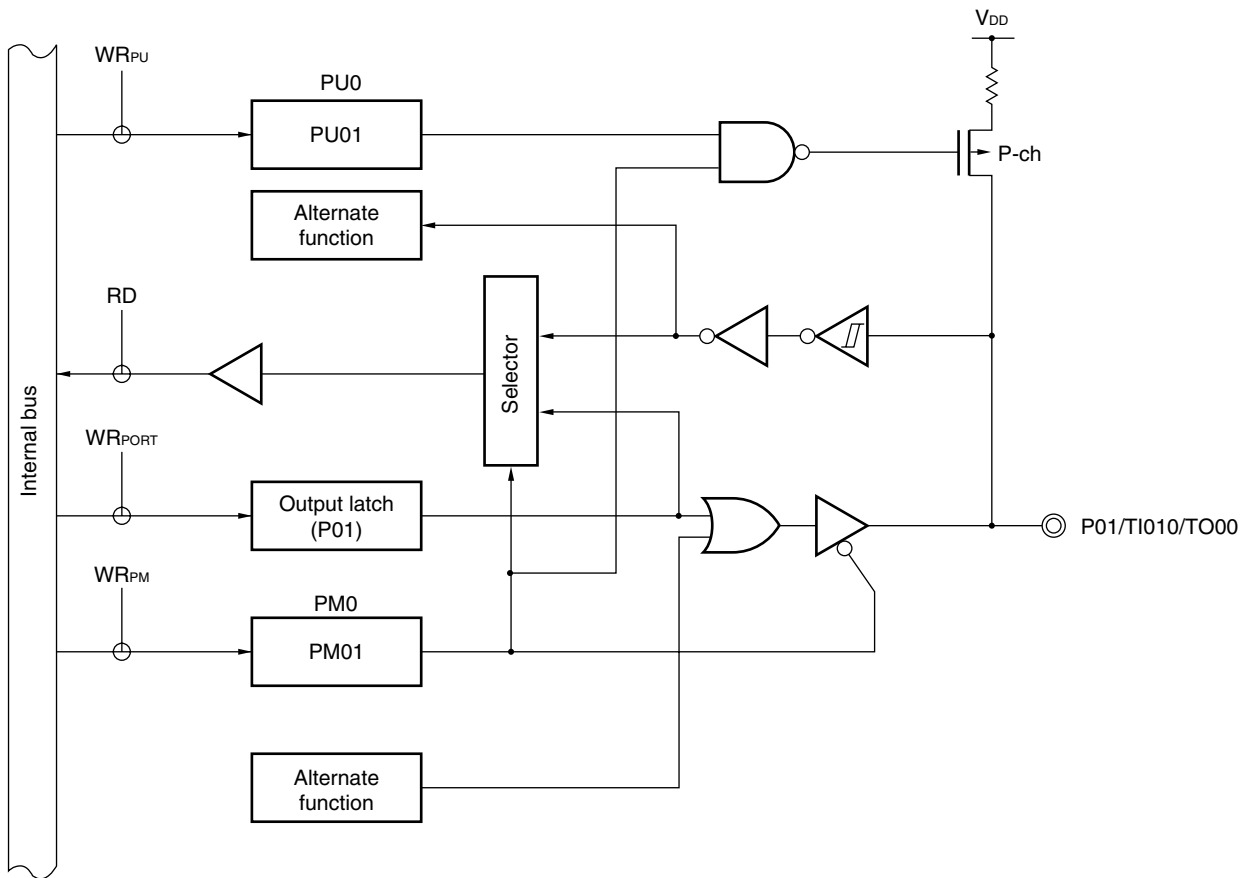 VDD
WRPU
PU0
PU01
P-ch
Alternate
function
RD
Selector
Internal bus
WRPORT
Output latch
(P01)
P01/TI010/TO00
WRPM
PM0
PM01
Alternate
function